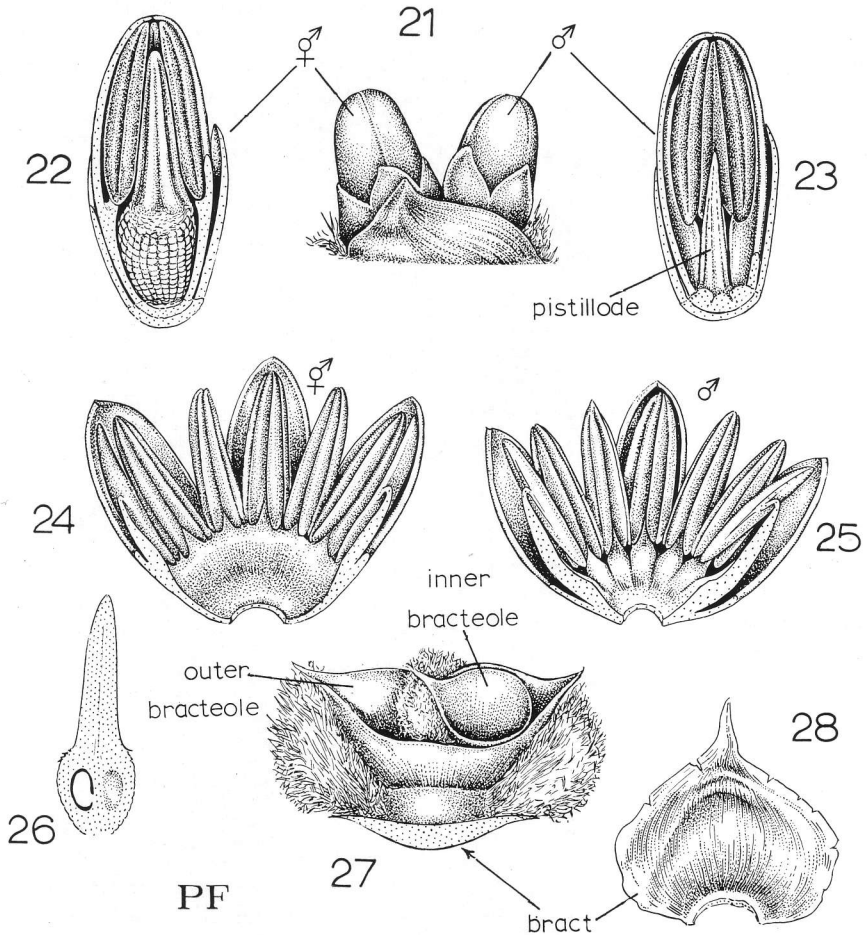 21
⚥
♂
22
23
pistillode
⚥
♂
24
25
inner
bracteole
outer
bracteole
28
26
27
PF
bract